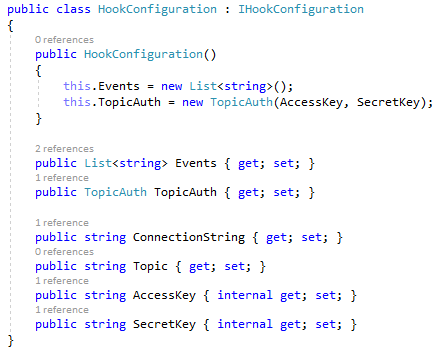 public class HookConfiguration : IHookConfiguration
{
0 references
public HookConfiguration()
{
this.Events = new List<string>();
this.TopicAuth = new TopicAuth(AccessKey, SecretKey);
}
2 references
public List<string> Events { get; set; }
1 reference
public TopicAuth TopicAuth { get; set; }
1 reference
public string ConnectionString { get; set; }
0 references
public string Topic { get; set; }
1 reference
public string AccessKey { internal get; set; }
1 reference
public string SecretKey { internal get; set; }
}